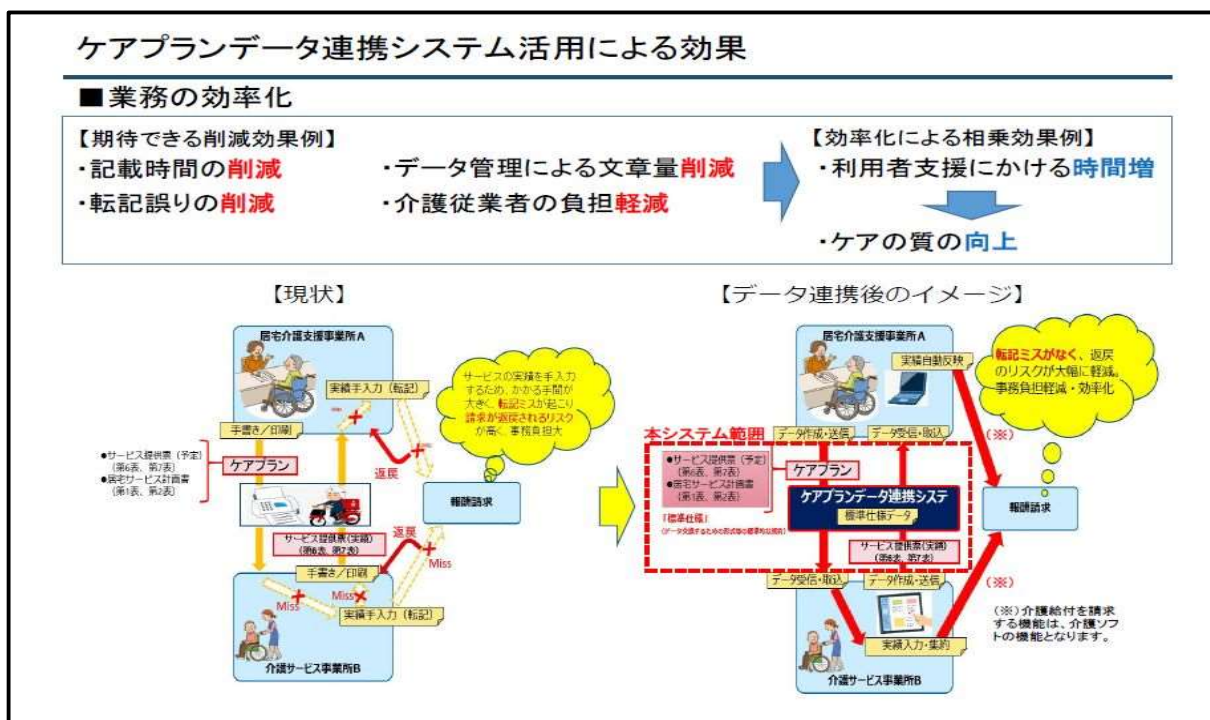 ケアプランデータ連携システム活用による効果
■業務の効率化
【期待できる削減効果例】
・記載時間の削減
・データ管理による文章量削減
・転記誤りの削減
・介護従業者の負担軽減
【効率化による相乗効果例】
・利用者支援にかける時間増
・ケアの質の向上
【現状】
居宅介護支援事業所A
実績手入力（転記）
手書き／印刷
サービスの実績を手入力
するため、かかる手間が
大きく、転記ミスが起こり
請求が返戻されるリスク
が高く、事務負担大
●サービス提供票（予定）
（第6表、第7表）
●居宅サービス計画書
（第1表、第2表）
ケアプラン
返戻
報酬請求
サービス提供票（実績）
（第6表、第7表）
返戻
Miss
手書き／印刷
Miss
Miss
実績手入力（転記）
介護サービス事業所B
【データ連携後のイメージ】
居宅介護支援事業所A
実績自動反映
転記ミスがなく、返戻
のリスクが大幅に軽減。
事務負担軽減・効率化
データ作成・送信
データ受信・取込
（※）
本システム範囲
●サービス提供票（予定）
（第6表、第7表）
●居宅サービス計画書
（第1表、第2表）
ケアプラン
ケアプランデータ連携システ
標準仕様データ
報酬請求
「標準仕様」
サービス提供票（実績）
（第6表、第7表）
データ受信・取込
データ作成・送信
（※）
実績入力・集約
介護サービス事業所B
（※）介護給付を請求
する機能は、介護ソフ
トの機能となります。